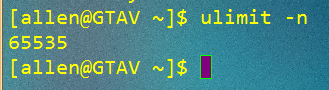 [allen@GTAV ~]$ ulimit -n
65535
[allen@GTAV ~]$